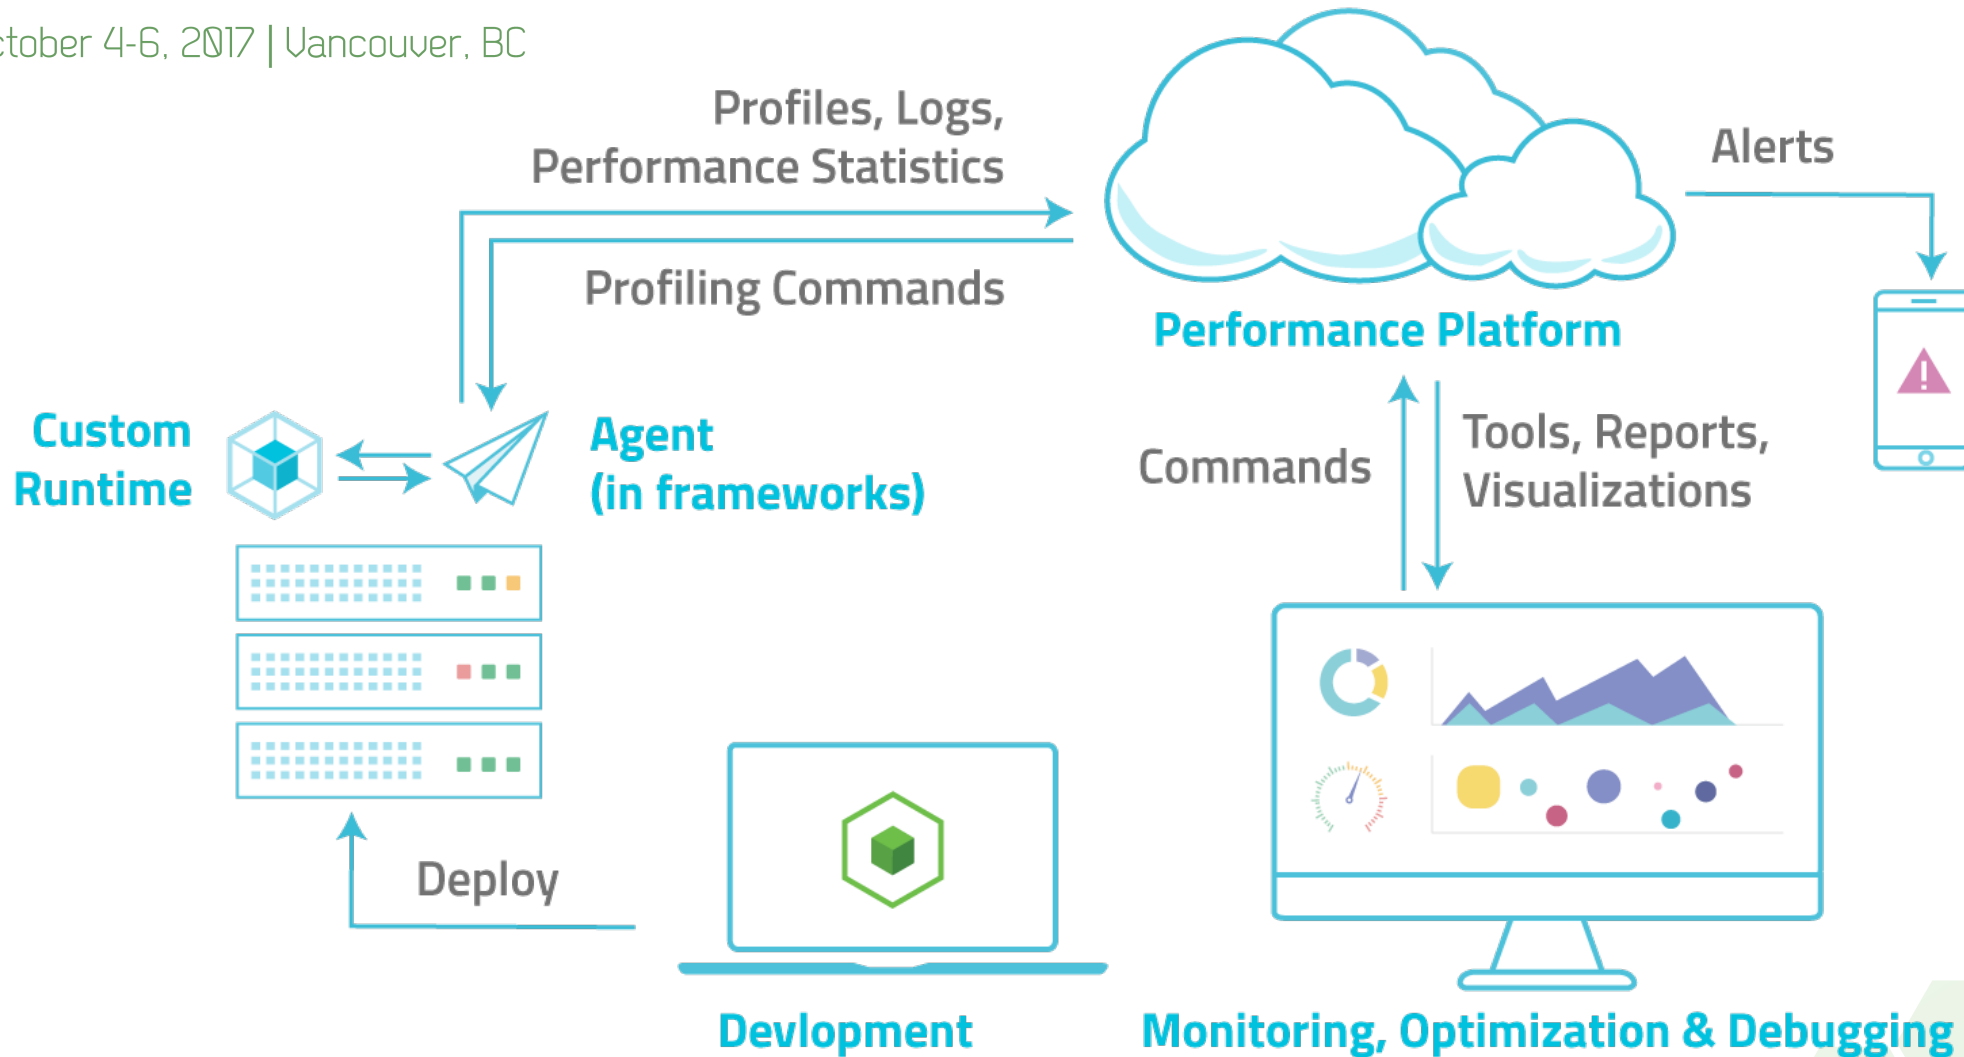 ctober 4-6, 2017 | Vancouver, BC
Profiles, Logs,
Performance Statistics
Alerts
Profiling Commands
Performance Platform
Custom
Runtime
Agent
(in frameworks)
Commands
Tools, Reports,
Visualizations
Deploy
Devlopment
Monitoring, Optimization & Debugging